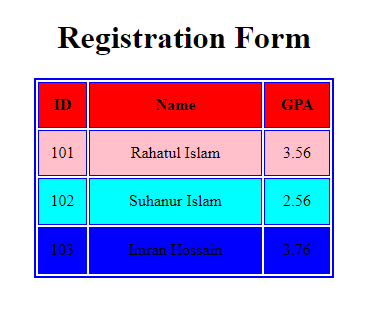 Registration Form
ID Name GPA
101 Rahatul Islam 3.56
102 Suhanur Islam 2.56
103 Imran Hossain 3.76